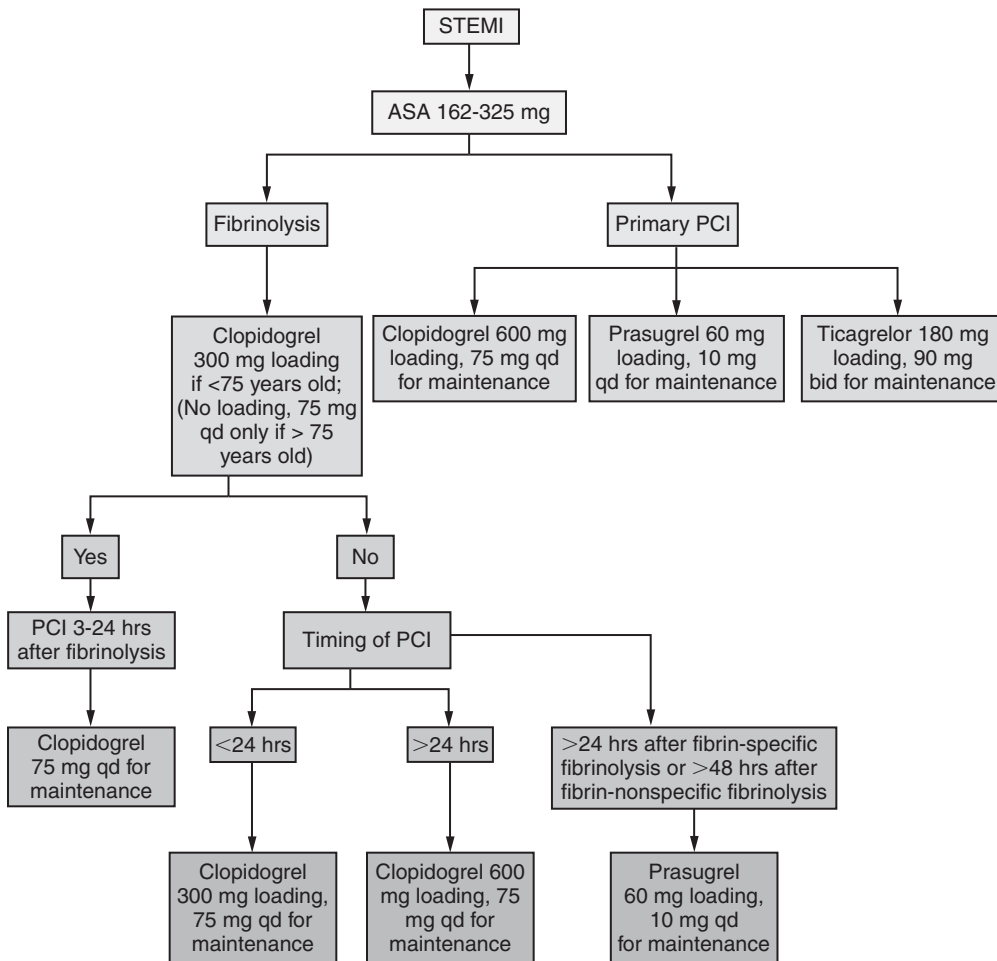 STEMI
ASA 162-325 mg
Fibrinolysis
Primary PCI
Clopidogrel
300 mg loading
if <75 years old;
(No loading, 75 mg
qd only if > 75
years old)
Clopidogrel 600 mg
loading, 75 mg qd
for maintenance
Prasugrel 60 mg
loading, 10 mg
qd for maintenance
Ticagrelor 180 mg
loading, 90 mg
bid for maintenance
Yes
No
PCI 3-24 hrs
after fibrinolysis
Timing of PCI
Clopidogrel
75 mg qd for
maintenance
<24 hrs
>24 hrs
>24 hrs after fibrin-specific
fibrinolysis or >48 hrs after
fibrin-nonspecific fibrinolysis
Clopidogrel
300 mg loading,
75 mg qd for
maintenance
Clopidogrel 600
mg loading, 75
mg qd for
maintenance
Prasugrel
60 mg loading,
10 mg qd
for maintenance